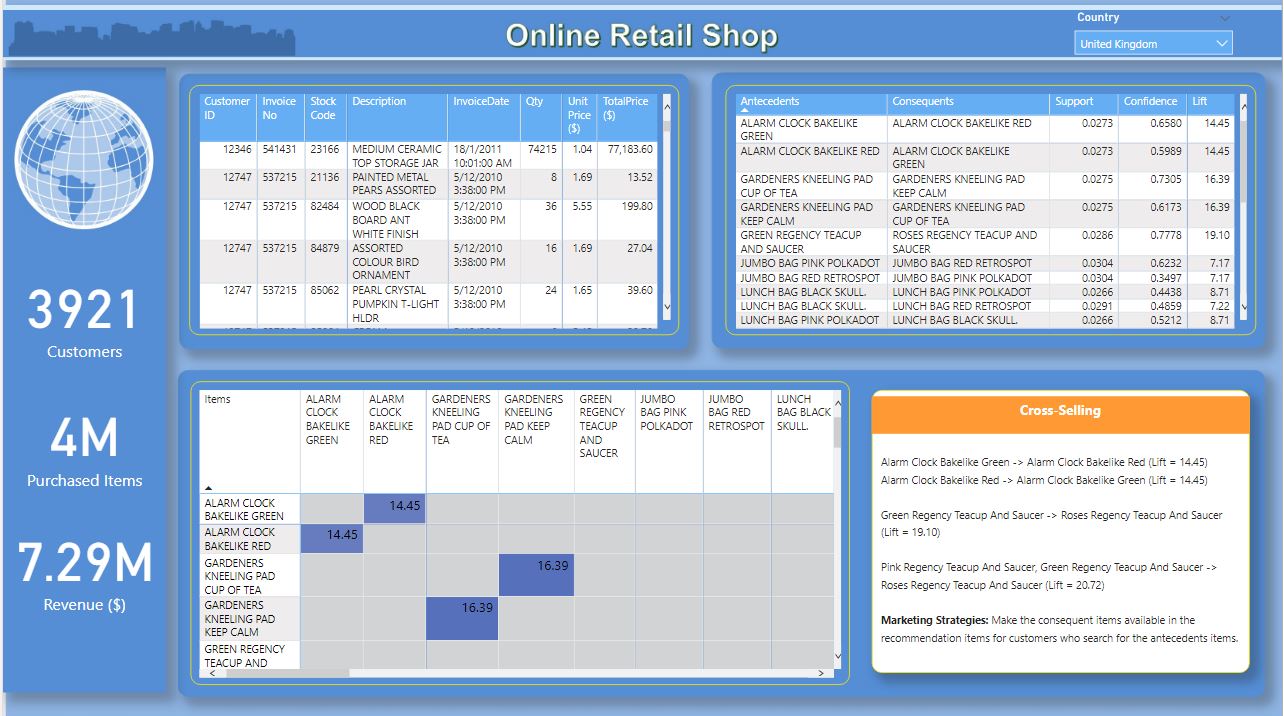 Online Retail Shop
Country
United Kingdom
3921
Customers
4M
Purchased Items
7.29M
Revenue ($)
Customer ID Invoice No Stock Code Description InvoiceDate Qty Unit Price ($) TotalPrice ($)
12346 541431 23166 MEDIUM CERAMIC TOP STORAGE JAR 18/1/2011 10:01:00 AM 74215 1.04 77,183.60
12747 537215 21136 PAINTED METAL PEARS ASSORTED 5/12/2010 3:38:00 PM 8 1.69 13.52
12747 537215 82484 WOOD BLACK BOARD ANT WHITE FINISH 5/12/2010 3:38:00 PM 36 5.55 199.80
12747 537215 84879 ASSORTED COLOUR BIRD ORNAMENT 5/12/2010 3:38:00 PM 16 1.69 27.04
12747 537215 85062 PEARL CRYSTAL PUMPKIN T-LIGHT HLDR 5/12/2010 3:38:00 PM 24 1.65 39.60
Antecedents Consequents Support Confidence Lift
ALARM CLOCK BAKELIKE GREEN ALARM CLOCK BAKELIKE RED 0.0273 0.6580 14.45
ALARM CLOCK BAKELIKE RED ALARM CLOCK BAKELIKE GREEN 0.0273 0.5989 14.45
GARDENERS KNEELING PAD CUP OF TEA GARDENERS KNEELING PAD KEEP CALM 0.0275 0.7305 16.39
GARDENERS KNEELING PAD KEEP CALM GARDENERS KNEELING PAD CUP OF TEA 0.0275 0.6173 16.39
GREEN REGENCY TEACUP AND SAUCER ROSES REGENCY TEACUP AND SAUCER 0.0286 0.7778 19.10
JUMBO BAG PINK POLKADOT JUMBO BAG RED RETROSPOT 0.0304 0.6232 7.17
JUMBO BAG RED RETROSPOT JUMBO BAG PINK POLKADOT 0.0304 0.3497 7.17
LUNCH BAG BLACK SKULL. LUNCH BAG PINK POLKADOT 0.0266 0.4438 8.71
LUNCH BAG BLACK SKULL. LUNCH BAG RED RETROSPOT 0.0291 0.4859 7.22
LUNCH BAG PINK POLKADOT LUNCH BAG BLACK SKULL. 0.0266 0.5212 8.71
Items ALARM CLOCK BAKELIKE GREEN ALARM CLOCK BAKELIKE RED GARDENERS KNEELING PAD CUP OF TEA GARDENERS KNEELING PAD KEEP CALM GREEN REGENCY TEACUP AND SAUCER JUMBO BAG PINK POLKADOT JUMBO BAG RED RETROSPOT LUNCH BAG BLACK SKULL.
ALARM CLOCK BAKELIKE GREEN 14.45
ALARM CLOCK BAKELIKE RED 14.45
GARDENERS KNEELING PAD CUP OF TEA 16.39
GARDENERS KNEELING PAD KEEP CALM 16.39
GREEN REGENCY TEACUP AND
Cross-Selling
Alarm Clock Bakelike Green -> Alarm Clock Bakelike Red (Lift = 14.45)
Alarm Clock Bakelike Red -> Alarm Clock Bakelike Green (Lift = 14.45)
Green Regency Teacup And Saucer -> Roses Regency Teacup And Saucer
(Lift = 19.10)
Pink Regency Teacup And Saucer, Green Regency Teacup And Saucer ->
Roses Regency Teacup And Saucer (Lift = 20.72)
Marketing Strategies: Make the consequent items available in the
recommendation items for customers who search for the antecedents items.